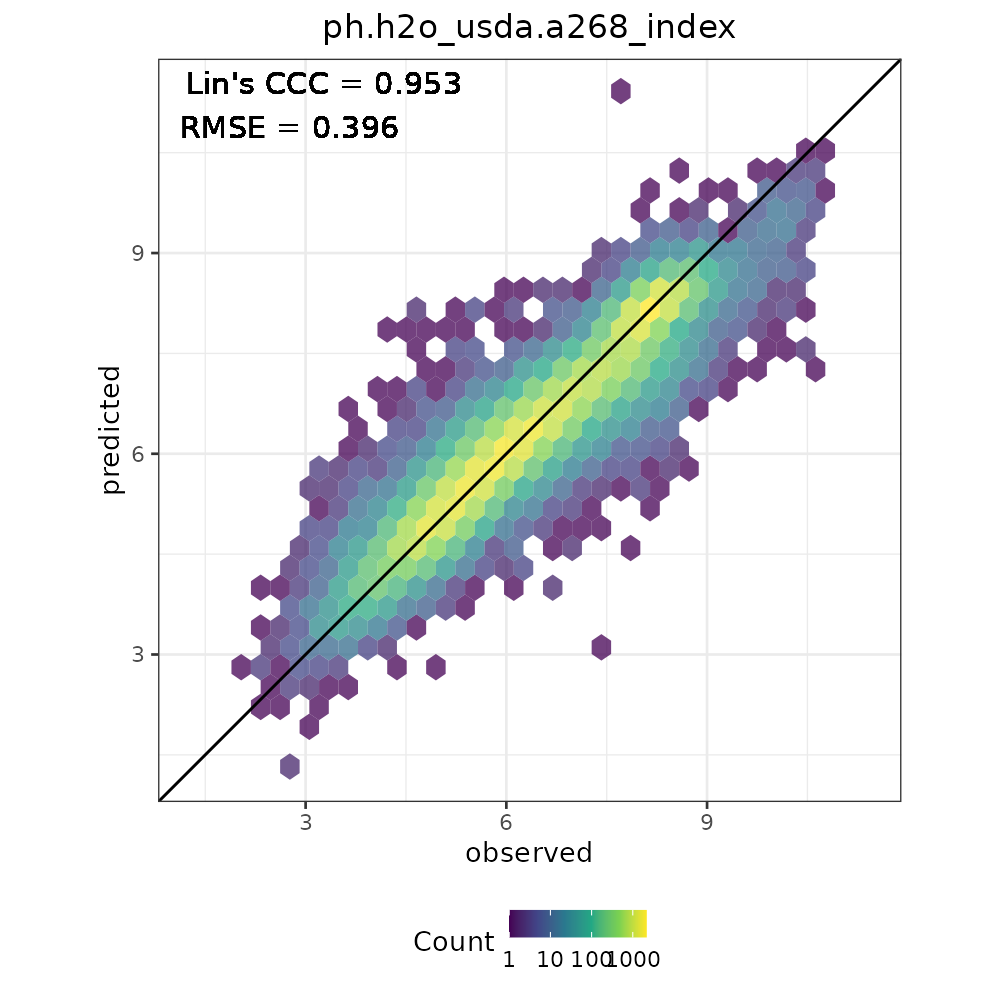 ph.h2o_usda.a268_index
Lin's CCC = 0.953
RMSE = 0.396
9
6
3
predicted
3 6 9
observed
Count
1 10 100 1000